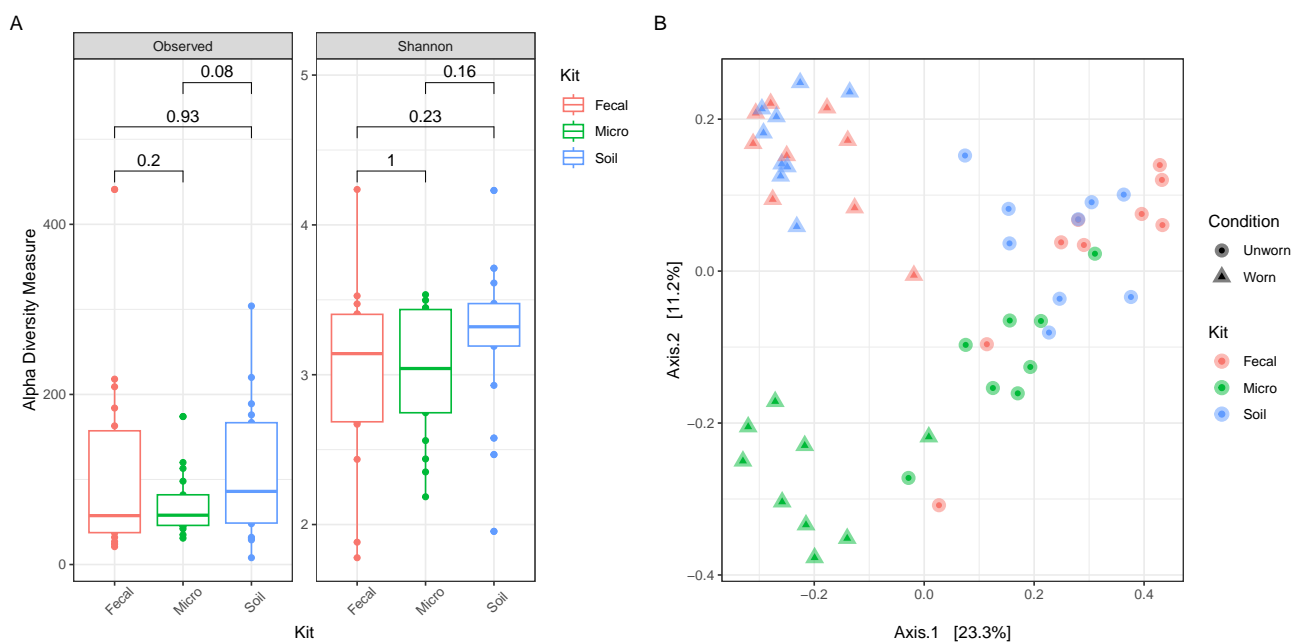 A
Observed
Shannon
0.08
0.93
0.2
0.16
0.23
1
Alpha Diversity Measure
400
200
0
5
4
3
2
Fecal
Micro
Soil
Fecal
Micro
Soil
Kit
Kit
Fecal
Micro
Soil
B
Axis.2 [11.2%]
0.2
0.0
−0.2
−0.4
−0.2
0.0
0.2
0.4
Axis.1 [23.3%]
Condition
Unworn
Worn
Kit
Fecal
Micro
Soil